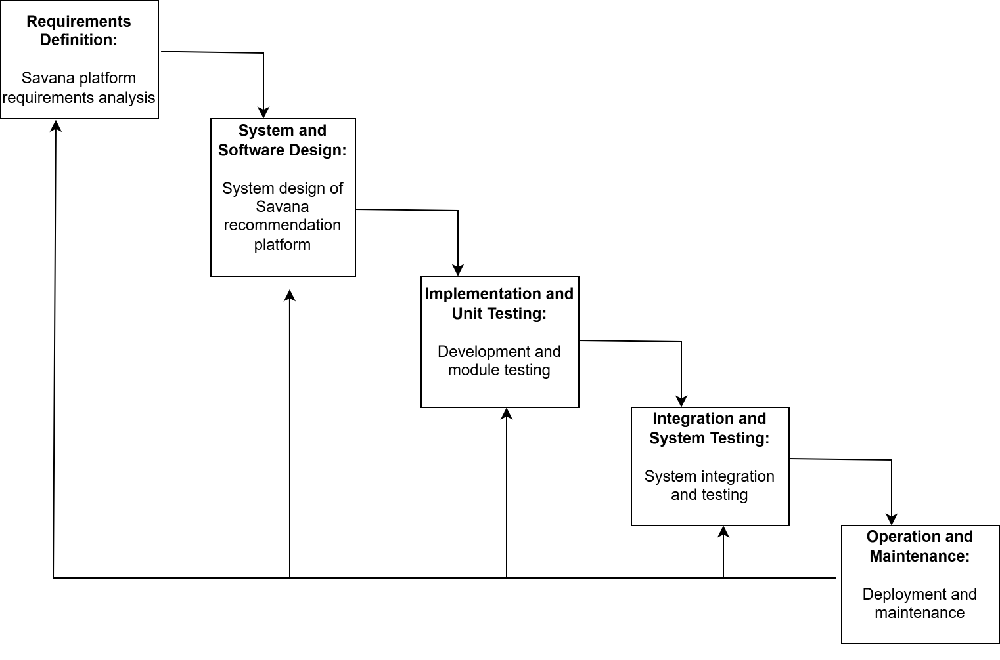 Requirements
Definition:
Savana platform
requirements analysis
System and
Software Design:
System design of
Savana
recommendation
platform
Implementation and
Unit Testing:
Development and
module testing
Integration and
System Testing:
System integration
and testing
Operation and
Maintenance:
Deployment and
maintenance